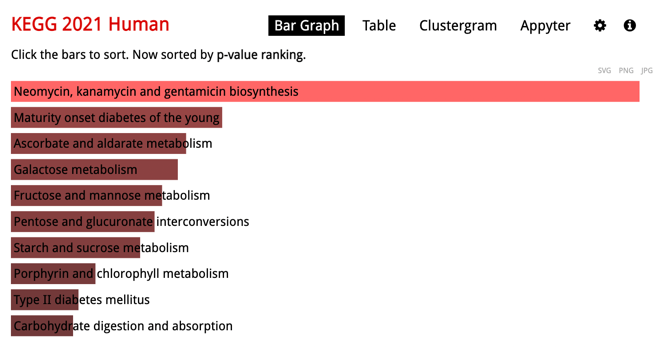 KEGG 2021 Human
Bar Graph Table Clustergram Appyter
Click the bars to sort. Now sorted by p-value ranking.
SVG PNG JPG
Neomycin, kanamycin and gentamicin biosynthesis
Maturity onset diabetes of the young
Ascorbate and aldarate metabolism
Galactose metabolism
Fructose and mannose metabolism
Pentose and glucuronate interconversions
Starch and sucrose metabolism
Porphyrin and chlorophyll metabolism
Type II diabetes mellitus
Carbohydrate digestion and absorption